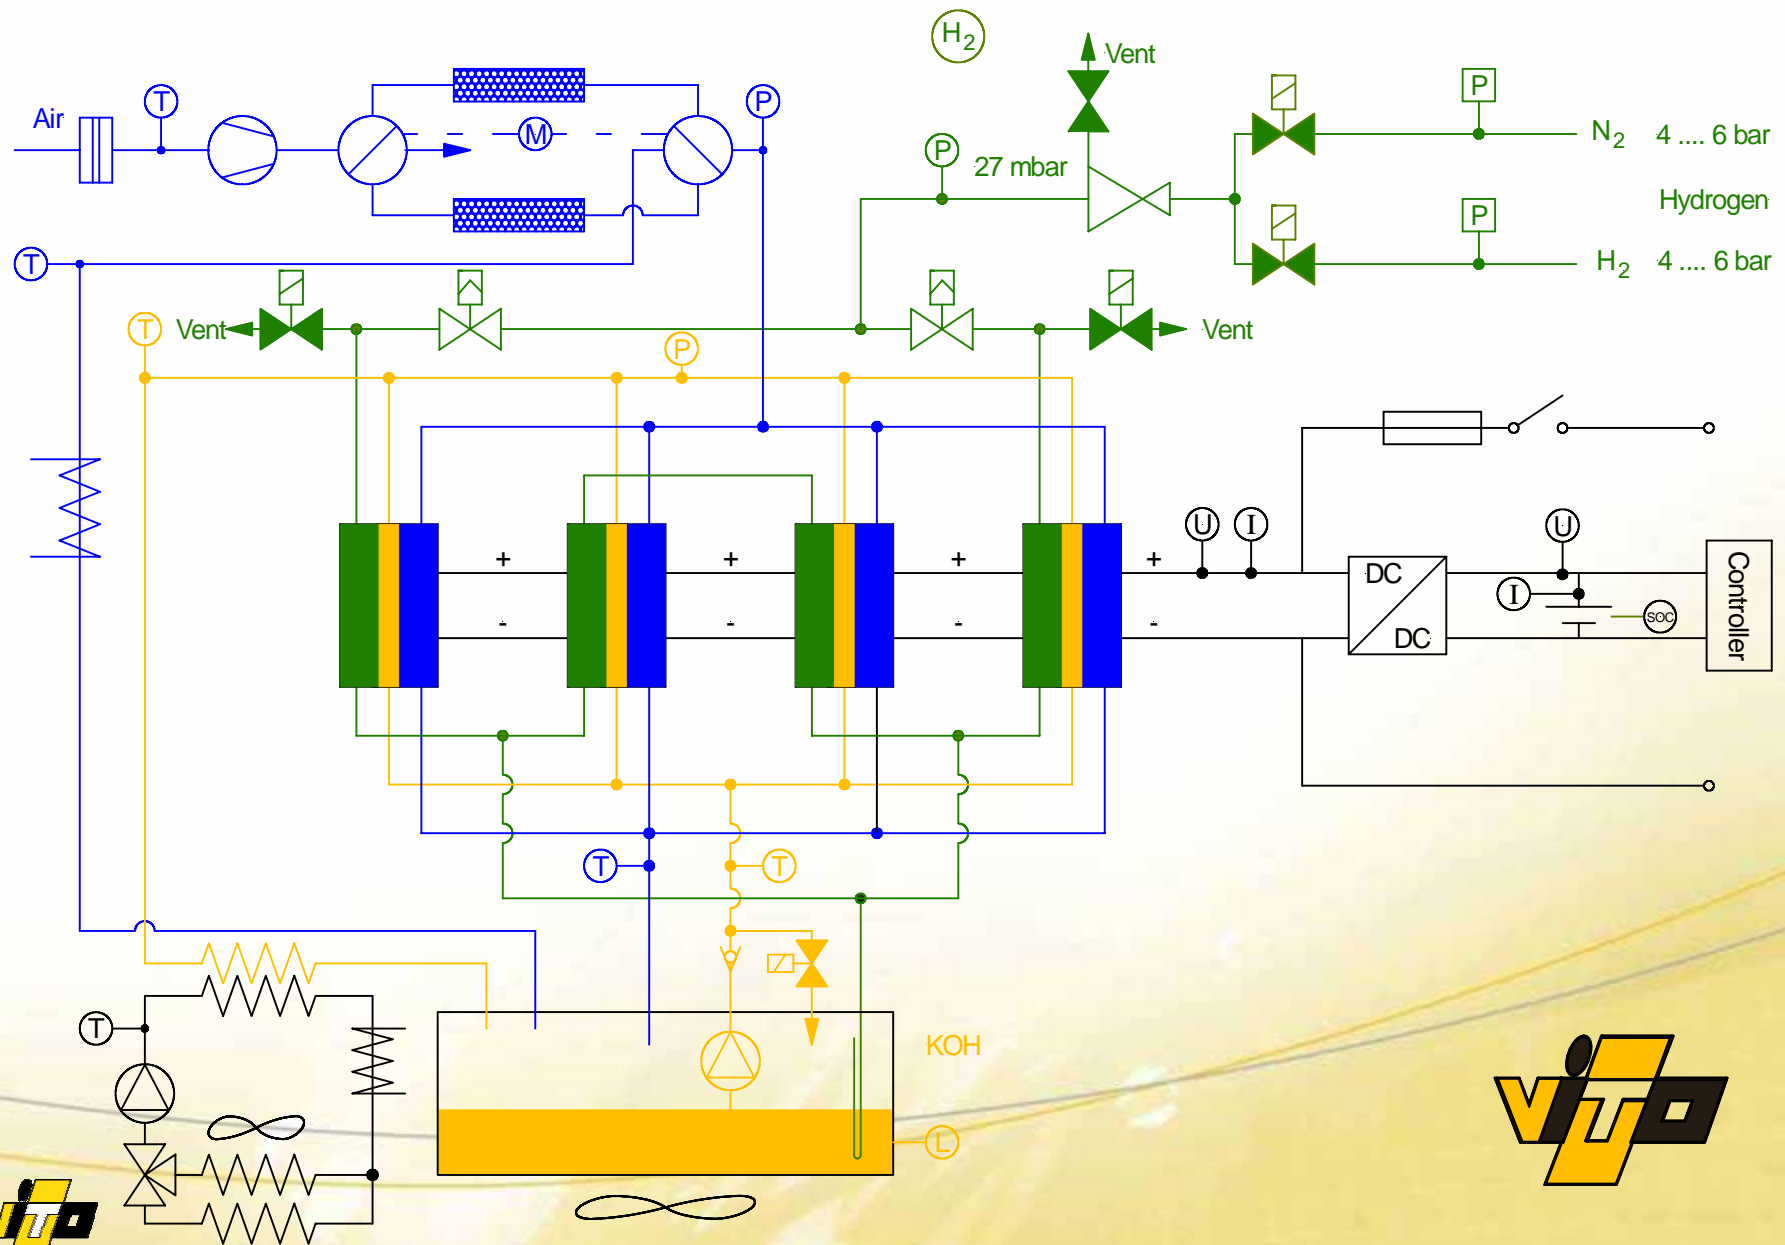 H2
Vent
Air
T
P
M
P
N2 4 .... 6 bar
P
27 mbar
Hydrogen
P
T
H2 4 .... 6 bar
T
Vent
Vent
P
U
I
U
+
+
+
+
DC
DC
I
SOC
Controller
-
-
-
-
T
T
T
KOH
L
VITO
VITO